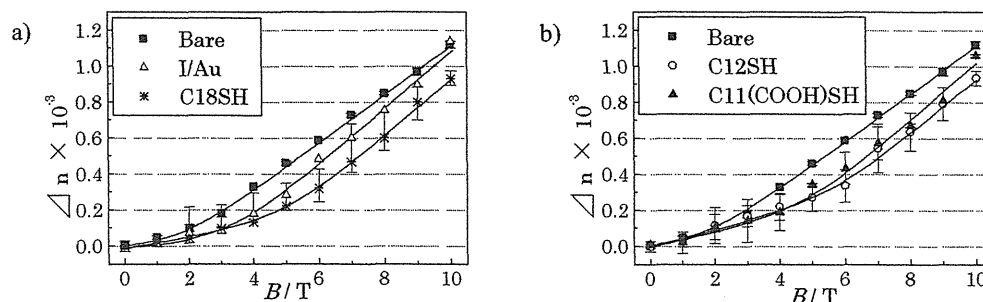 a)
△ n × 10⁻³
1.2
1.0
0.8
0.6
0.4
0.2
0.0
Bare
I/Au
C18SH
0 2 4 6 8 10
B/T
b)
△ n × 10⁻³
1.2
1.0
0.8
0.6
0.4
0.2
0.0
Bare
C12SH
C11(COOH)SH
0 2 4 6 8 10
B/T